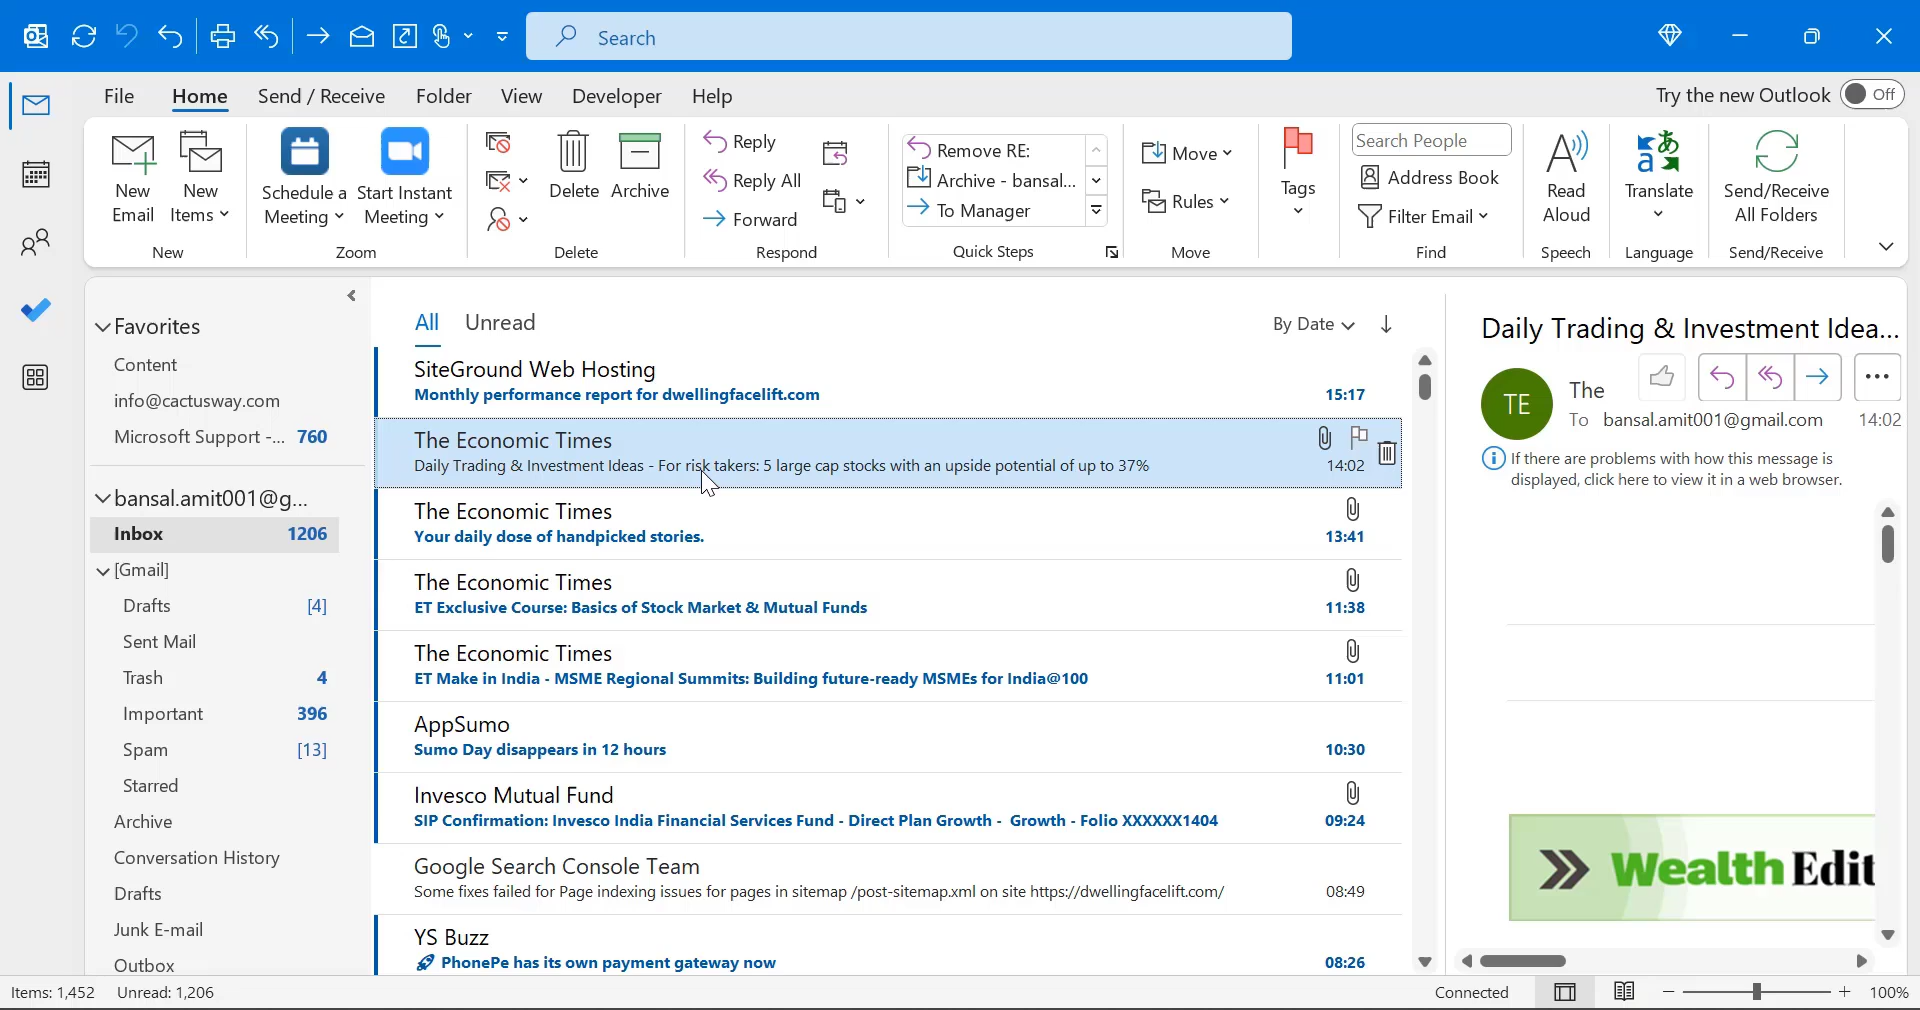 Search
File Home Send / Receive Folder View Developer Help
Try the new Outlook Off
New Email
New Items
New
Schedule a Meeting
Start Instant Meeting
Zoom
Delete
Archive
Delete
Reply
Reply All
Forward
Respond
Remove RE:
Archive - bansal...
To Manager
Quick Steps
Move
Rules
Move
Tags
Search People
Address Book
Filter Email
Find
Read Aloud
Speech
Translate
Language
Send/Receive All Folders
Send/Receive
Favorites
Content
info@cactusway.com
Microsoft Support -... 760
bansal.amit001@g...
Inbox 1206
[Gmail]
Drafts [4]
Sent Mail
Trash 4
Important 396
Spam [13]
Starred
Archive
Conversation History
Drafts
Junk E-mail
Outbox
All Unread By Date
SiteGround Web Hosting
Monthly performance report for dwellingfacelift.com 15:17
The Economic Times
Daily Trading & Investment Ideas - For risk takers: 5 large cap stocks with an upside potential of up to 37% 14:02
The Economic Times
Your daily dose of handpicked stories. 13:41
The Economic Times
ET Exclusive Course: Basics of Stock Market & Mutual Funds 11:38
The Economic Times
ET Make in India - MSME Regional Summits: Building future-ready MSMEs for India@100 11:01
AppSumo
Sumo Day disappears in 12 hours 10:30
Invesco Mutual Fund
SIP Confirmation: Invesco India Financial Services Fund - Direct Plan Growth - Growth - Folio XXXXXX1404 09:24
Google Search Console Team
Some fixes failed for Page indexing issues for pages in sitemap /post-sitemap.xml on site https://dwellingfacelift.com/ 08:49
YS Buzz
🚀 PhonePe has its own payment gateway now 08:26
Daily Trading & Investment Idea...
TE
The
To bansal.amit001@gmail.com 14:02
If there are problems with how this message is
displayed, click here to view it in a web browser.
Wealth Edit
Items: 1,452 Unread: 1,206
Connected 100%